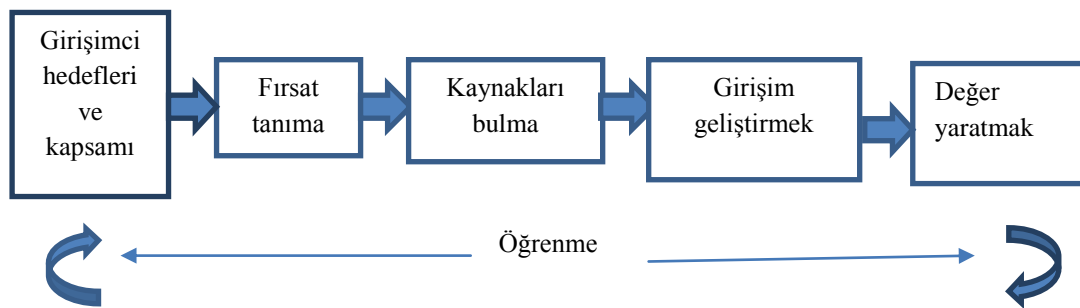 Girişimci
hedefleri
ve
kapsamı
Fırsat
tanıma
Kaynakları
bulma
Girişim
geliştirmek
Değer
yaratmak
Öğrenme